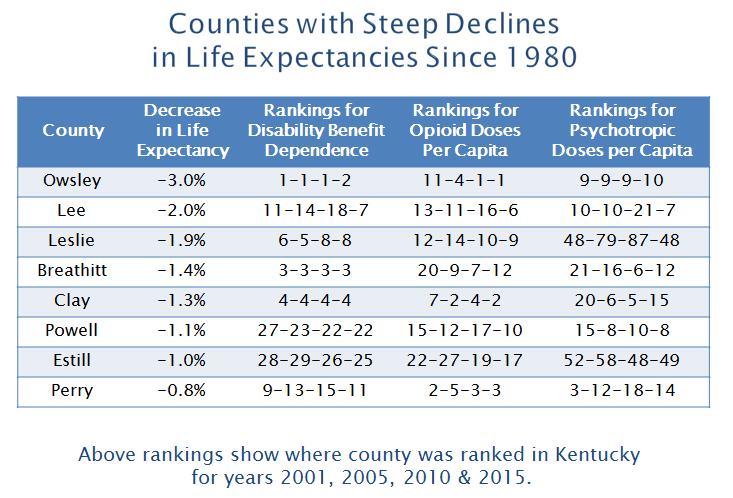 Counties with Steep Declines
in Life Expectancies Since 1980
County
Decrease
in Life
Expectancy
Rankings for
Disability Benefit
Dependence
Rankings for
Opioid Doses
Per Capita
Rankings for
Psychotropic
Doses per Capita
Owsley -3.0% 1-1-1-2 11-4-1-1 9-9-9-10
Lee -2.0% 11-14-18-7 13-11-16-6 10-10-21-7
Leslie -1.9% 6-5-8-8 12-14-10-9 48-79-87-48
Breathitt -1.4% 3-3-3-3 20-9-7-12 21-16-6-12
Clay -1.3% 4-4-4-4 7-2-4-2 20-6-5-15
Powell -1.1% 27-23-22-22 15-12-17-10 15-8-10-8
Estill -1.0% 28-29-26-25 22-27-19-17 52-58-48-49
Perry -0.8% 9-13-15-11 2-5-3-3 3-12-18-14
Above rankings show where county was ranked in Kentucky
for years 2001, 2005, 2010 & 2015.